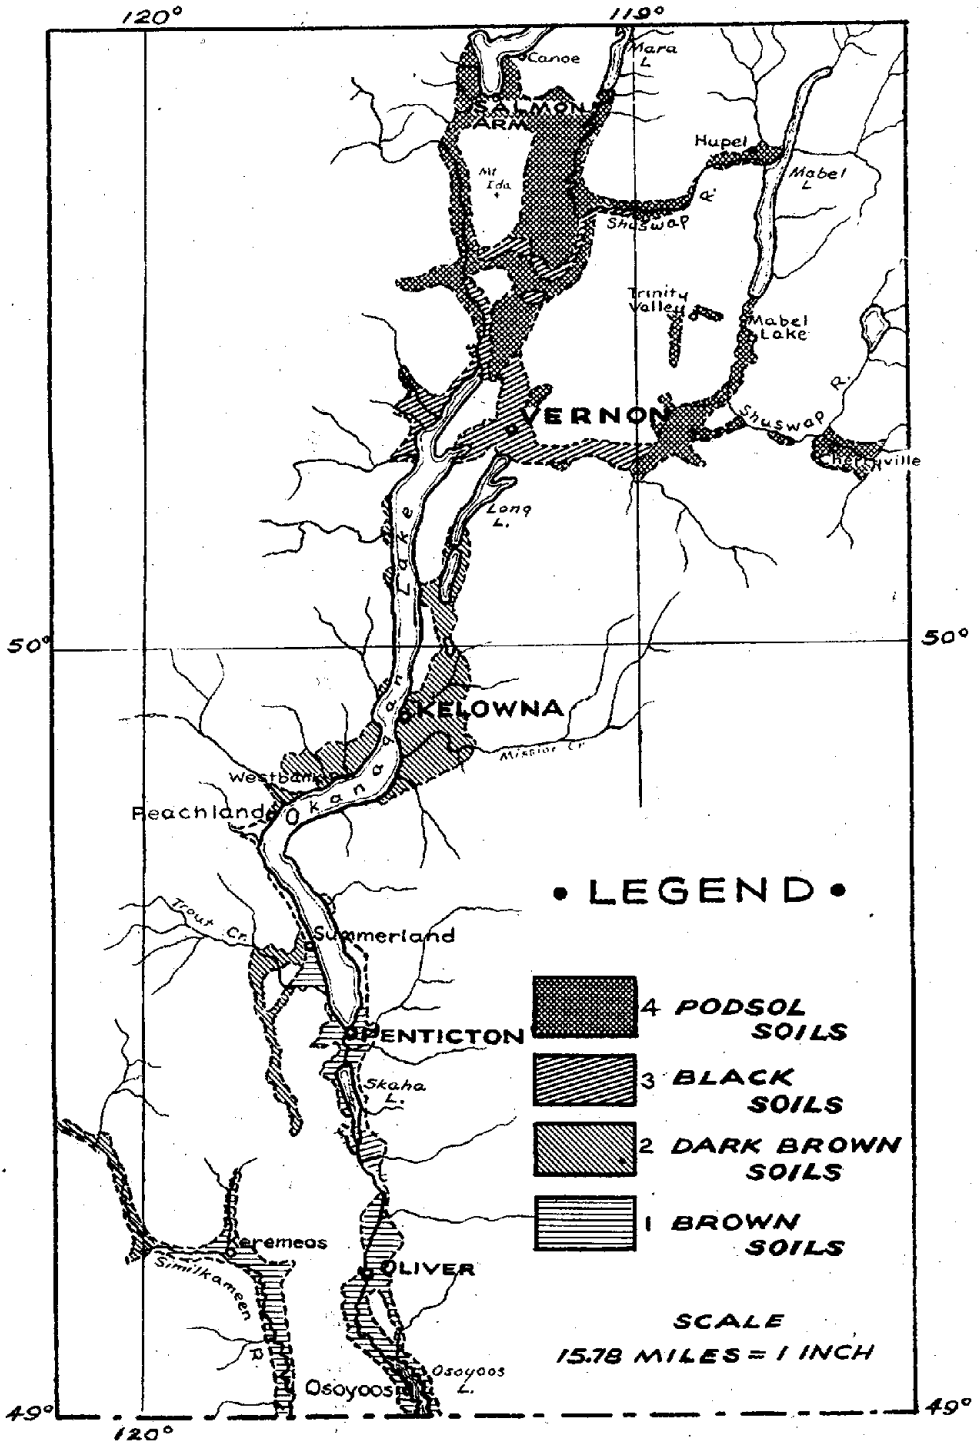 120°
119°
Canoe
Mara
L.
SALMON
ARM
Hupel
Mt
Ida
+
Mabel
L
R.
Shuswap
Trinity
Valley
Mabel
Lake
R.
VERNON
Shuswap
Cherryville
Long
L.
50°
50°
KELOWNA
Mission Cr.
Westbank
Okanagan Lake
Peachland
• LEGEND •
Trout Cr.
Summerland
4 PODSOL
SOILS
PENTICTON
Skaha
L.
3 BLACK
SOILS
2 DARK BROWN
SOILS
1 BROWN
SOILS
Keremeos
Similkameen
R
OLIVER
SCALE
15.78 MILES = 1 INCH
Osoyoos
Osoyoos
L.
49°
49°
120°